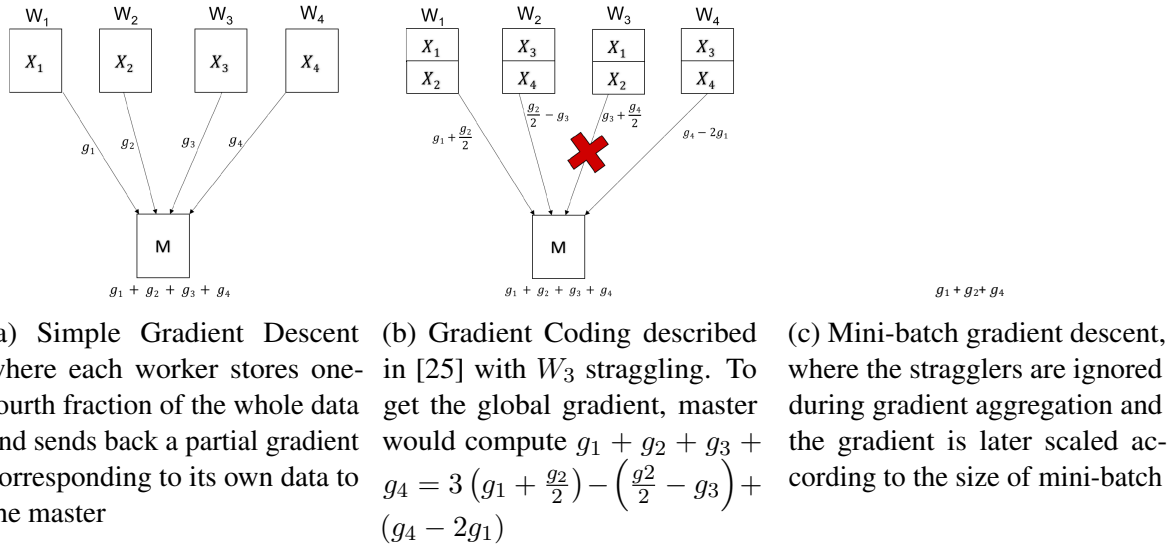 W₁ W₂ W₃ W₄
X₁ X₂ X₃ X₄
g₁ g₂ g₃ g₄
M
g₁ + g₂ + g₃ + g₄
a) Simple Gradient Descent
where each worker stores one-
fourth fraction of the whole data
and sends back a partial gradient
corresponding to its own data to
the master
W₁ W₂ W₃ W₄
X₁ X₃ X₁ X₃
X₂ X₄ X₂ X₄
g₁ + g₂/2 g₂/2 − g₃ g₃ + g₄/2 g₄ − 2g₁
M
g₁ + g₂ + g₃ + g₄
(b) Gradient Coding described
in [25] with W₃ straggling. To
get the global gradient, master
would compute g₁ + g₂ + g₃ +
g₄ = 3 (g₁ + g₂/2) − (g2/2 − g₃) +
(g₄ − 2g₁)
g₁ + g₂+ g₄
(c) Mini-batch gradient descent,
where the stragglers are ignored
during gradient aggregation and
the gradient is later scaled ac-
cording to the size of mini-batch